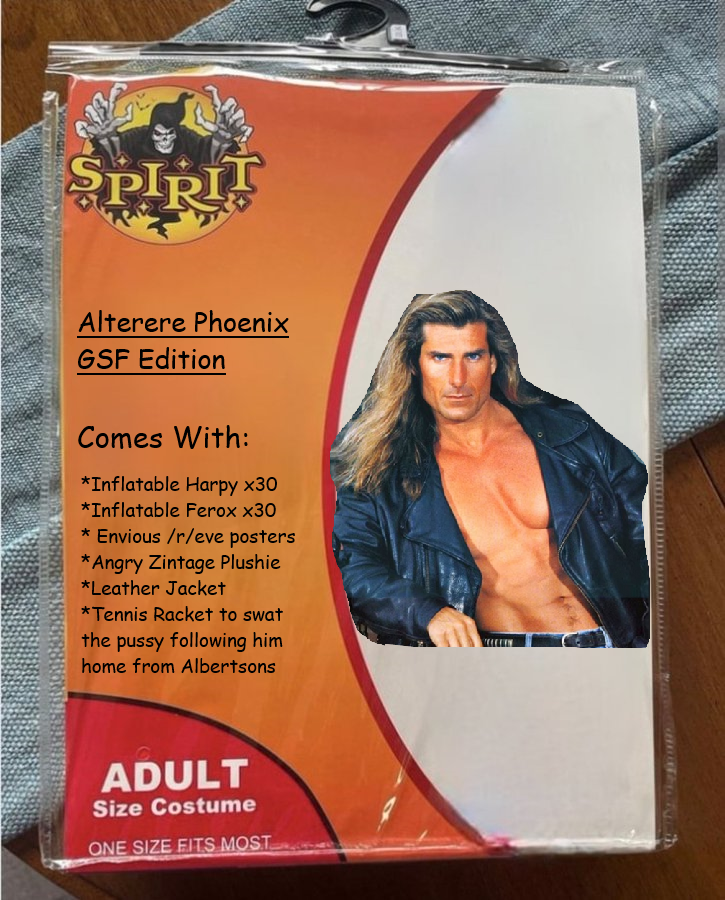 SPIRIT
Alterere Phoenix
GSF Edition
Comes With:
*Inflatable Harpy x30
*Inflatable Ferox x30
* Envious /r/eve posters
*Angry Zintage Plushie
*Leather Jacket
*Tennis Racket to swat
the pussy following him
home from Albertsons
ADULT
Size Costume
ONE SIZE FITS MOST